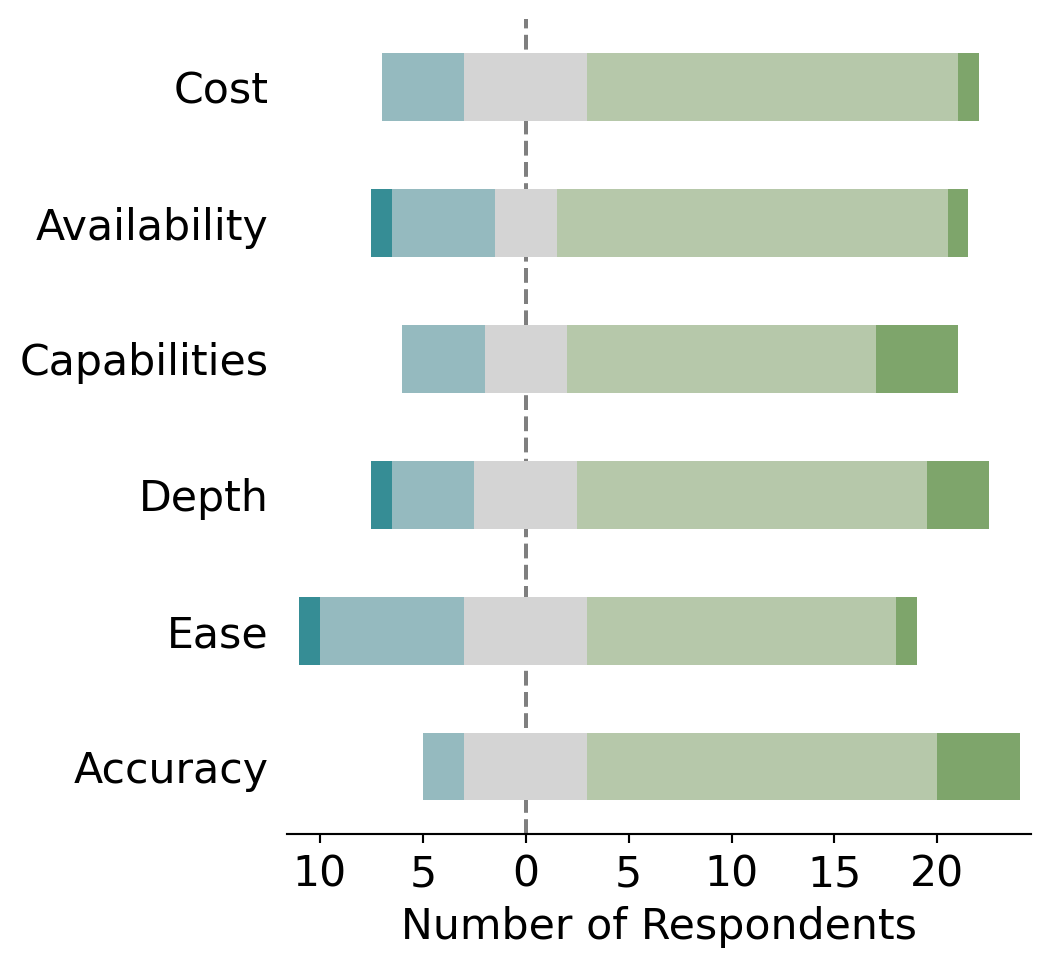 Cost
Availability
Capabilities
Depth
Ease
Accuracy
10 5 0 5 10 15 20
Number of Respondents